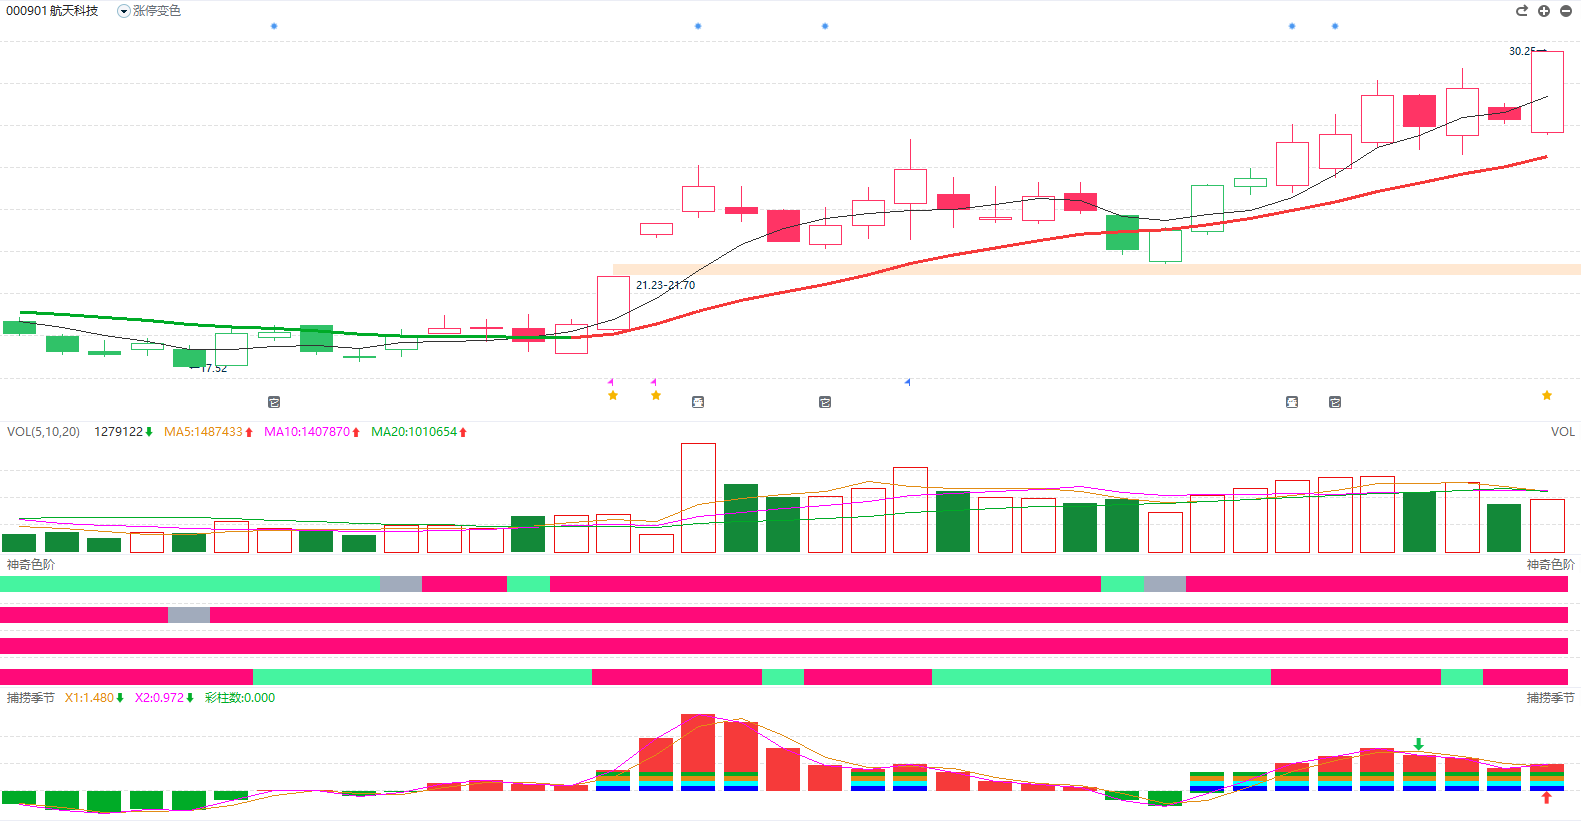 000901 航天科技 涨停变色
30.25
21.23-21.70
17.52
VOL(5,10,20) 1279122 MA5:1487433 MA10:1407870 MA20:1010654 VOL
神奇色阶 神奇色阶
捕捞季节 X1:1.480 X2:0.972 彩柱数:0.000 捕捞季节